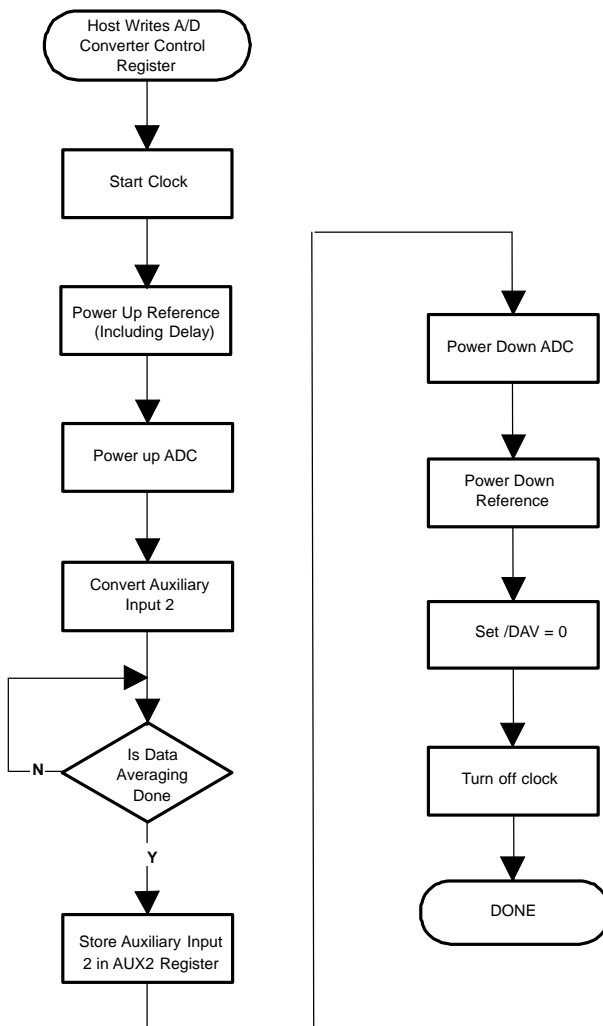 Host Writes A/D
Converter Control
Register
Start Clock
Power Up Reference
(Including Delay)
Power up ADC
Convert Auxiliary
Input 2
Is Data
Averaging
Done
N
Y
Store Auxiliary Input
2 in AUX2 Register
Power Down ADC
Power Down
Reference
Set /DAV = 0
Turn off clock
DONE